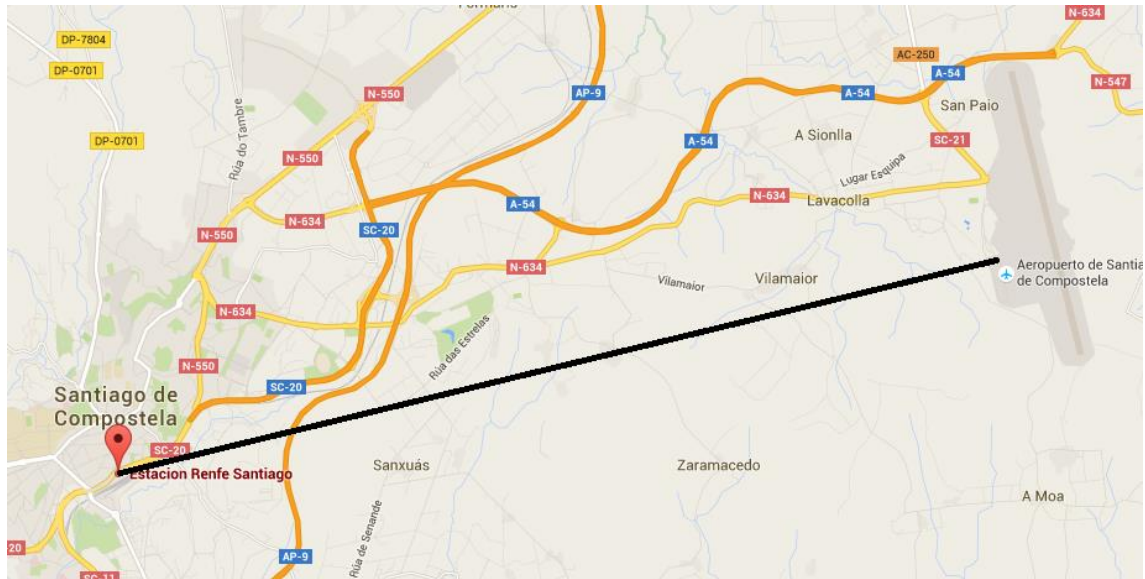 N-634
DP-7804
DP-0701
AC-250
A-54
N-550
AP-9
A-54
N-547
San Paio
Rúa do Tambre
DP-0701
A-54
A Sionlla
SC-21
N-550
Lugar Esquipa
N-634
Lavacolla
A-54
N-634
SC-20
N-550
N-634
Vilamaior
Vilamaior
Aeropuerto de Santia
de Compostela
N-634
Rúa das Estrelas
N-550
SC-20
Santiago de
Compostela
SC-20
Estacion Renfe Santiago
Sanxuás
Zaramacedo
A Moa
20
Rúa de Senande
AP-9
SC-11